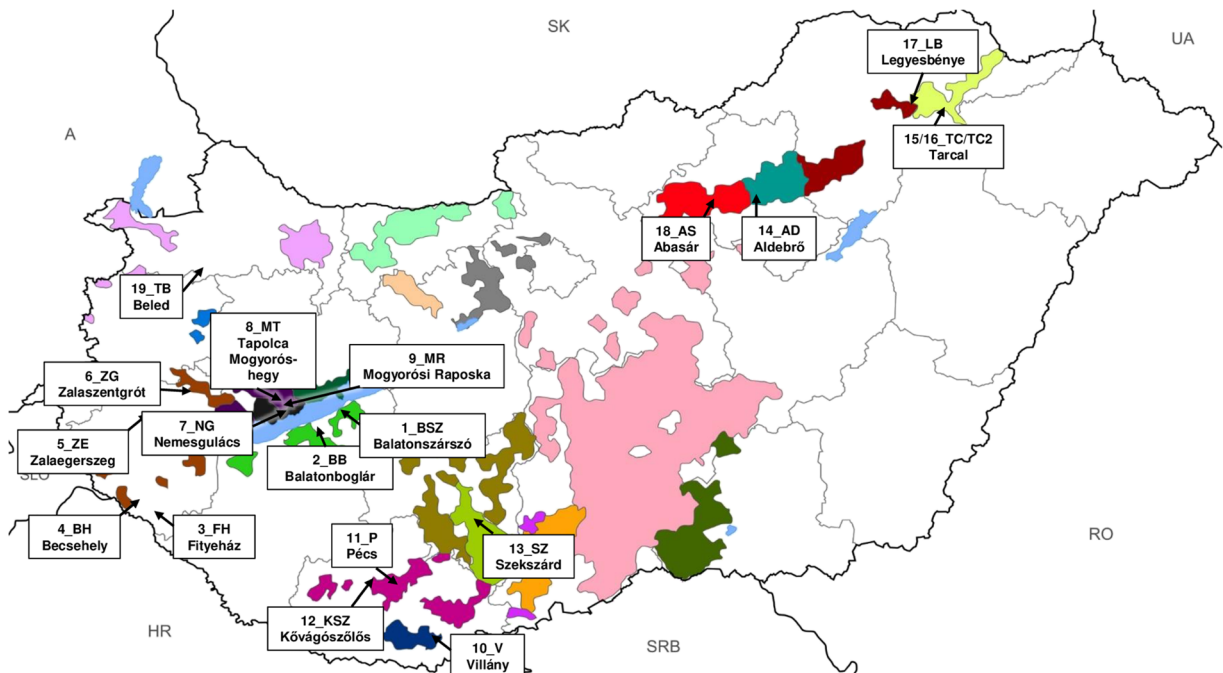 SK
UA
A
17_LB
Legyesbénye
15/16_TC/TC2
Tarcal
18_AS
Abasár
14_AD
Aldebrő
19_TB
Beled
8_MT
Tapolca
Mogyorós-
hegy
9_MR
Mogyorósi Raposka
6_ZG
Zalaszentgrót
7_NG
Nemesgulács
1_BSZ
Balatonszárszó
5_ZE
Zalaegerszeg
2_BB
Balatonboglár
SLO
4_BH
Becsehely
3_FH
Fityeház
11_P
Pécs
13_SZ
Szekszárd
12_KSZ
Kővágószőlős
10_V
Villány
HR
SRB
RO